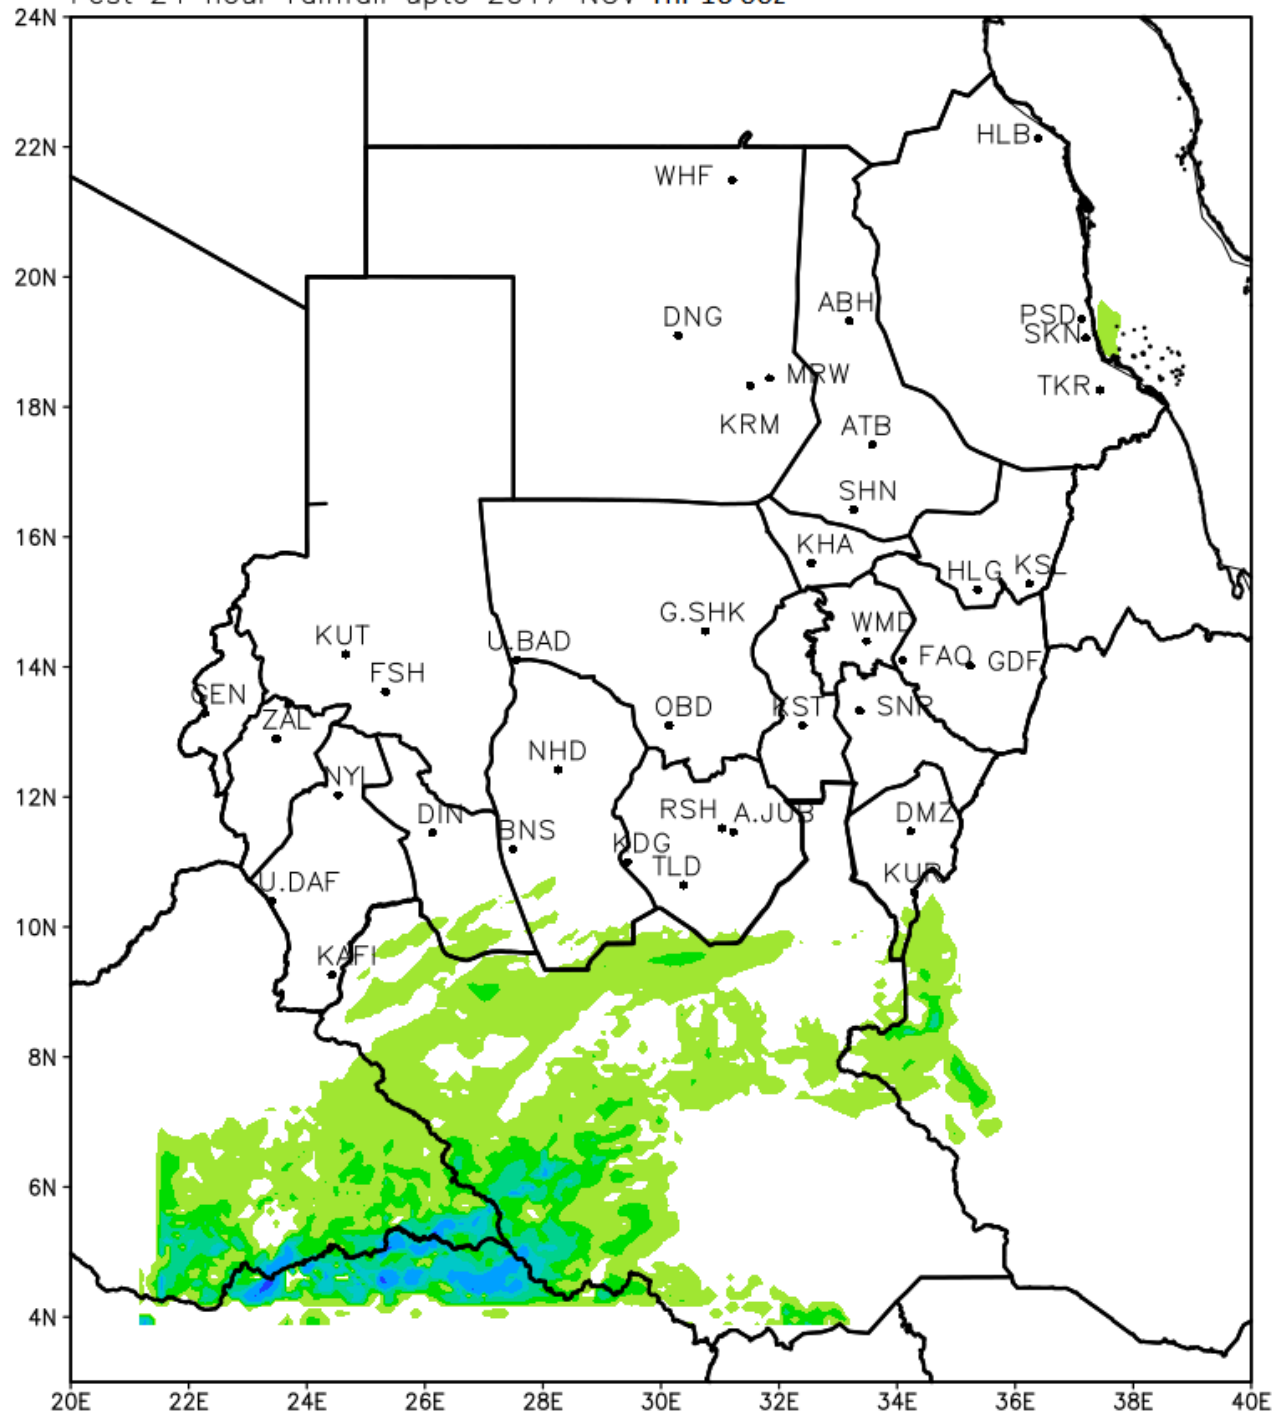 24N
22N
20N
18N
16N
14N
12N
10N
8N
6N
4N
20E 22E 24E 26E 28E 30E 32E 34E 36E 38E 40E
HLB
WHF
ABH
DNG
PSD
SKN
MRW
TKR
KRM
ATB
SHN
KHA
HLG KSL
G.SHK
WMD
KUT
U.BAD
FAO GDF
FSH
GEN
OBD KST SNR
ZAL
NHD
NYL
RSH A.JUB DMZ
DIN
BNS
KDG
TLD
KUR
U.DAF
KAFI